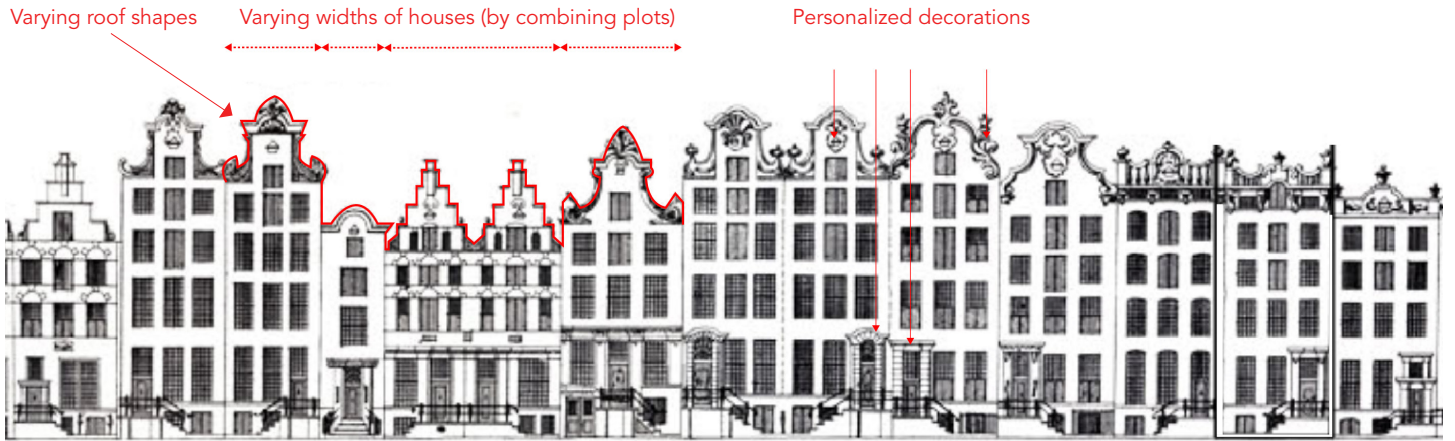 Varying roof shapes
Varying widths of houses (by combining plots)
Personalized decorations